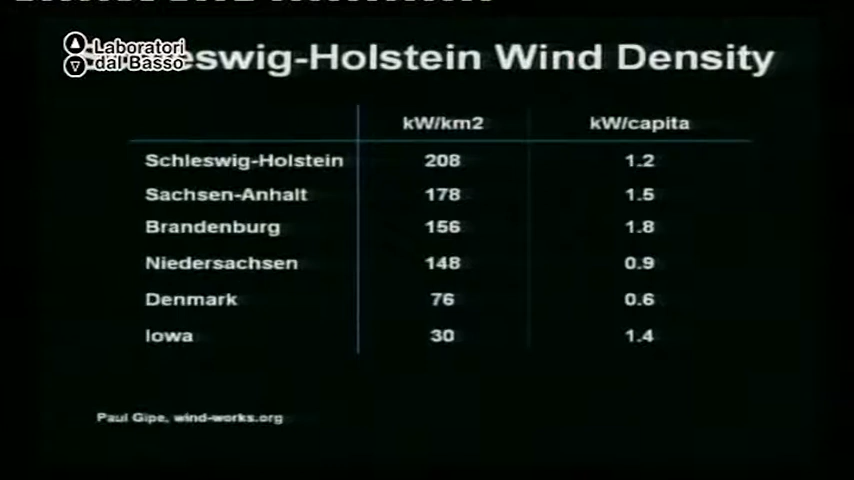 Laboratori
dal Basso
eswig-Holstein Wind Density
kW/km2 kW/capita
Schleswig-Holstein 208 1.2
Sachsen-Anhalt 178 1.5
Brandenburg 156 1.8
Niedersachsen 148 0.9
Denmark 76 0.6
Iowa 30 1.4
Paul Gipe, wind-works.org